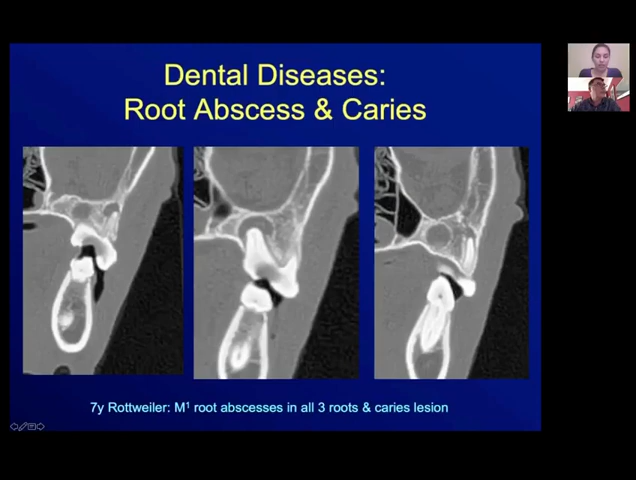 Dental Diseases:
Root Abscess & Caries
7y Rottweiler: M¹ root abscesses in all 3 roots & caries lesion